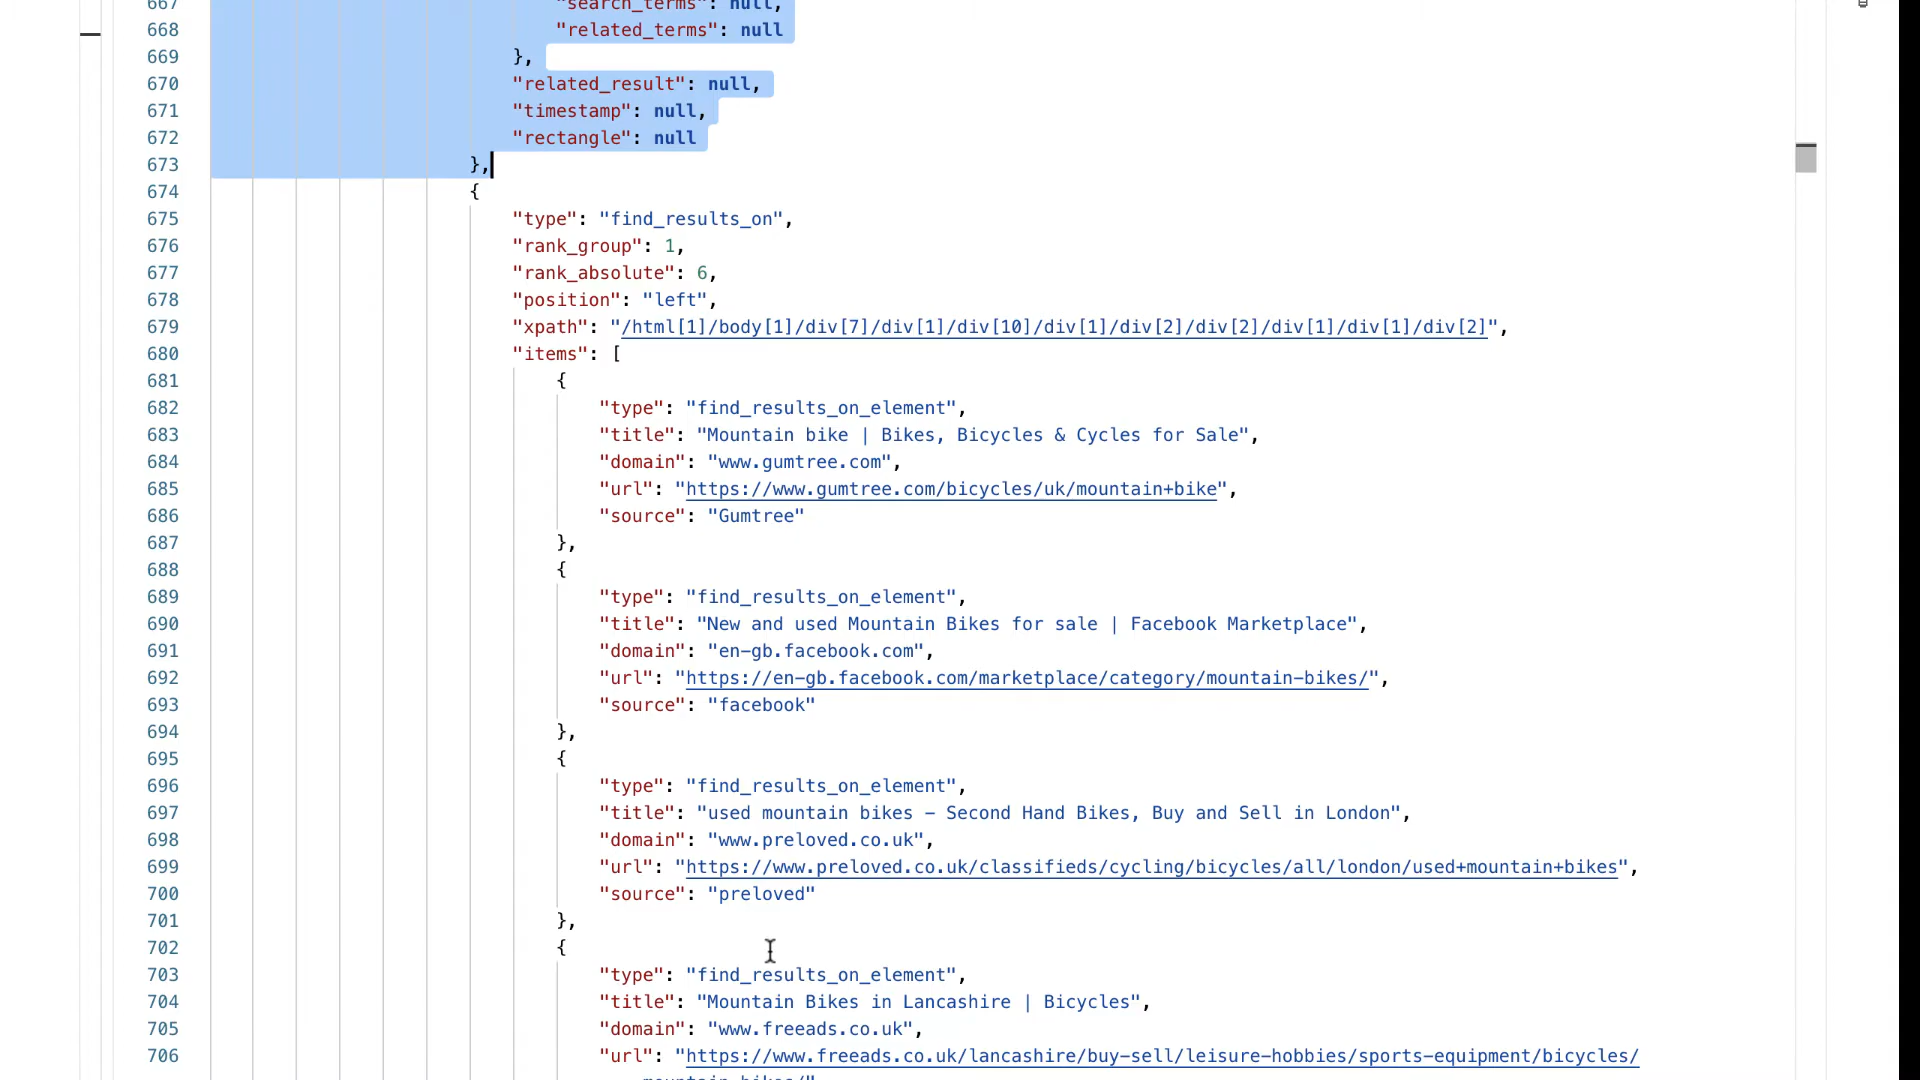 667 "search_terms": null,
668 "related_terms": null
669 },
670 "related_result": null,
671 "timestamp": null,
672 "rectangle": null
673 },
674 {
675 "type": "find_results_on",
676 "rank_group": 1,
677 "rank_absolute": 6,
678 "position": "left",
679 "xpath": "/html[1]/body[1]/div[7]/div[1]/div[10]/div[1]/div[2]/div[2]/div[1]/div[1]/div[2]",
680 "items": [
681 {
682 "type": "find_results_on_element",
683 "title": "Mountain bike | Bikes, Bicycles & Cycles for Sale",
684 "domain": "www.gumtree.com",
685 "url": "https://www.gumtree.com/bicycles/uk/mountain+bike",
686 "source": "Gumtree"
687 },
688 {
689 "type": "find_results_on_element",
690 "title": "New and used Mountain Bikes for sale | Facebook Marketplace",
691 "domain": "en-gb.facebook.com",
692 "url": "https://en-gb.facebook.com/marketplace/category/mountain-bikes/",
693 "source": "facebook"
694 },
695 {
696 "type": "find_results_on_element",
697 "title": "used mountain bikes – Second Hand Bikes, Buy and Sell in London",
698 "domain": "www.preloved.co.uk",
699 "url": "https://www.preloved.co.uk/classifieds/cycling/bicycles/all/london/used+mountain+bikes",
700 "source": "preloved"
701 },
702 {
703 "type": "find_results_on_element",
704 "title": "Mountain Bikes in Lancashire | Bicycles",
705 "domain": "www.freeads.co.uk",
706 "url": "https://www.freeads.co.uk/lancashire/buy-sell/leisure-hobbies/sports-equipment/bicycles/
mountain-bikes/"